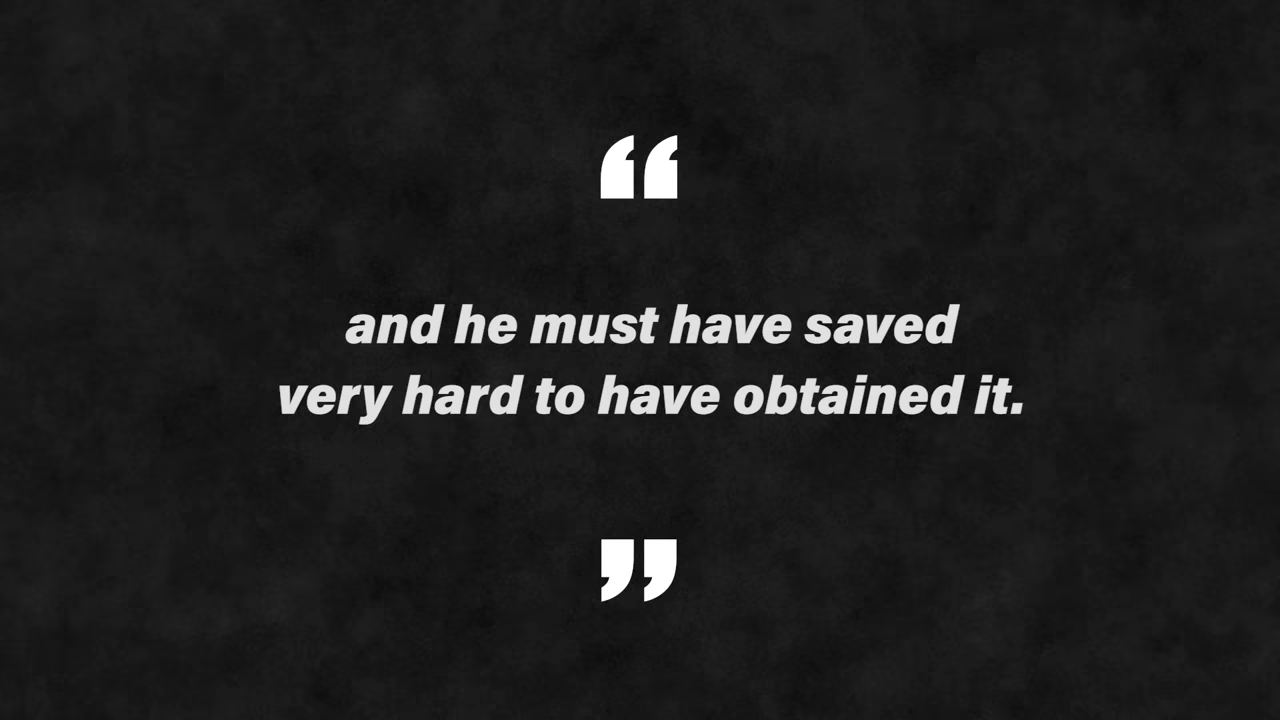 “
and he must have saved
very hard to have obtained it.
”